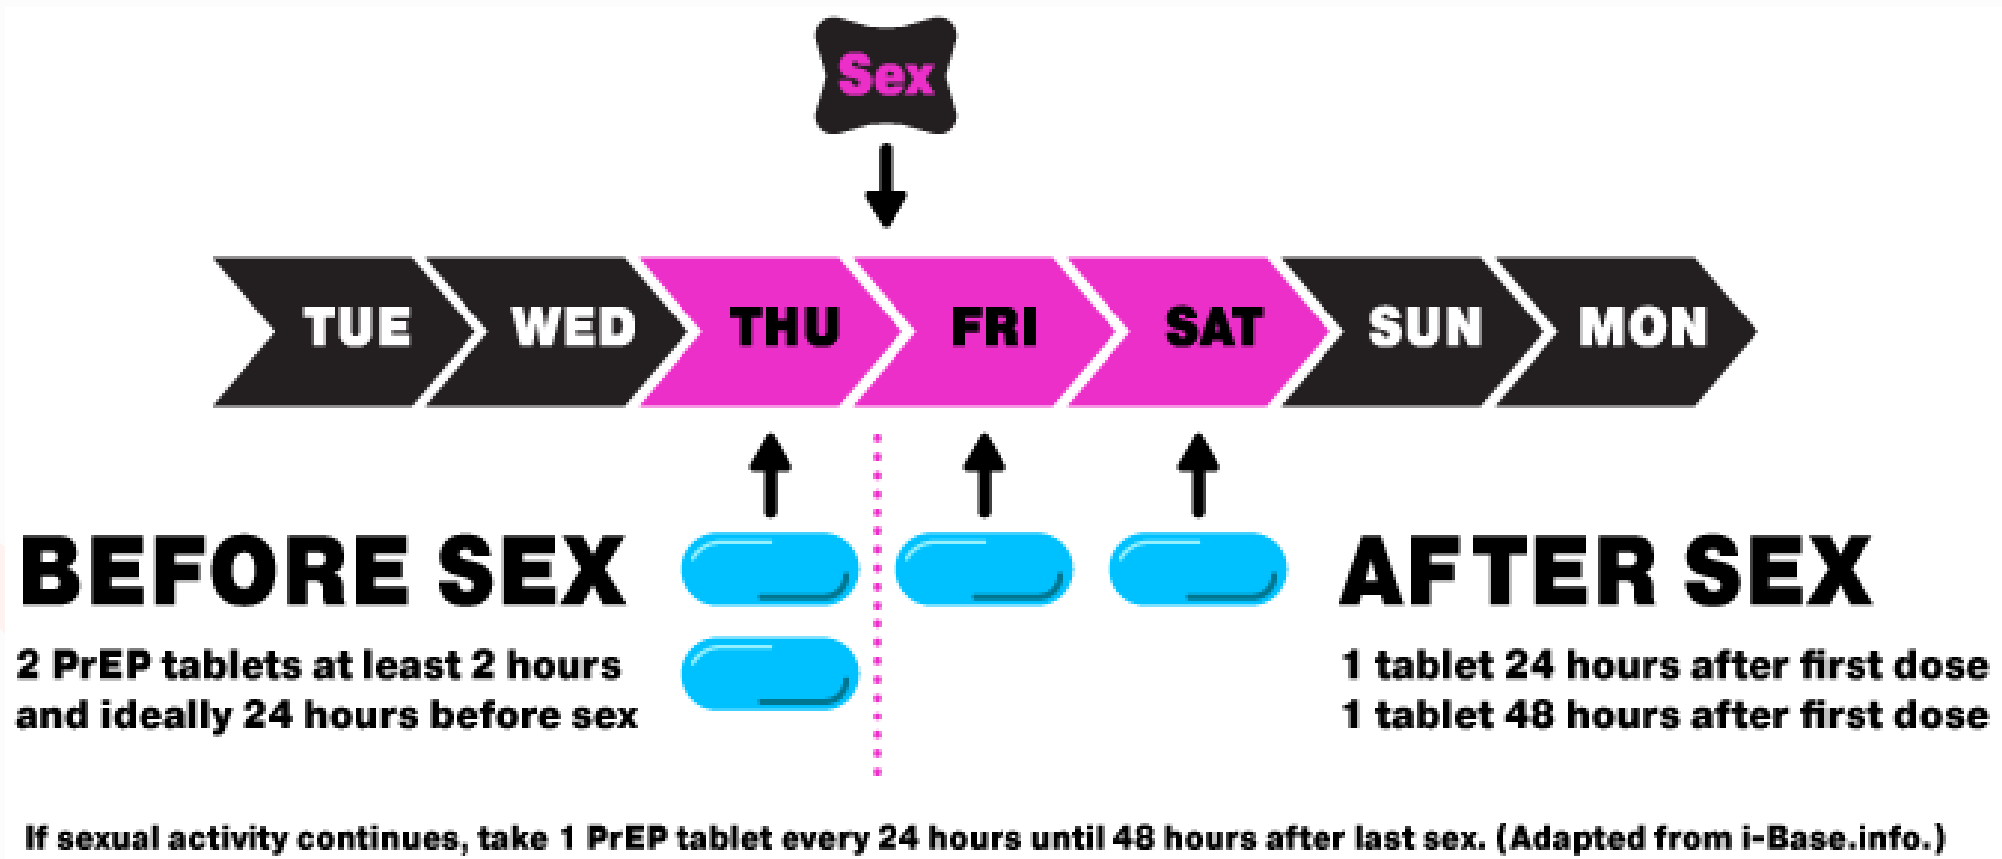 Sex
TUE WED THU FRI SAT SUN MON
BEFORE SEX
2 PrEP tablets at least 2 hours
and ideally 24 hours before sex
AFTER SEX
1 tablet 24 hours after first dose
1 tablet 48 hours after first dose
If sexual activity continues, take 1 PrEP tablet every 24 hours until 48 hours after last sex. (Adapted from i-Base.info.)